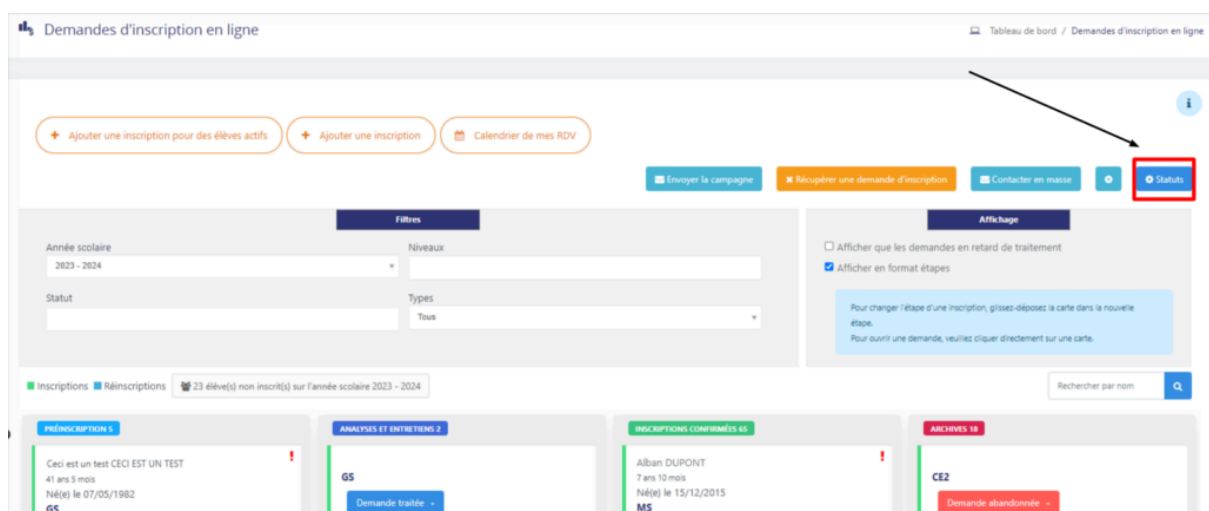 Demandes d'inscription en ligne
Tableau de bord / Demandes d'inscription en ligne
i
+ Ajouter une inscription pour des élèves actifs
+ Ajouter une inscription
Calendrier de mes RDV
Envoyer la campagne
Récupérer une demande d'inscription
Contacter en masse
Statuts
Filtres
Année scolaire
Niveaux
2023 - 2024
Statut
Types
Tous
Affichage
Afficher que les demandes en retard de traitement
Afficher en format étapes
Pour changer l'étape d'une inscription, glissez-déposez la carte dans la nouvelle
étape.
Pour ouvrir une demande, veuillez cliquer directement sur une carte.
Inscriptions Réinscriptions 23 élève(s) non inscrit(s) sur l'année scolaire 2023 - 2024
Rechercher par nom
PRÉINSCRIPTION 5
Ceci est un test CECI EST UN TEST
!
41 ans 5 mois
Né(e) le 07/05/1982
GS
ANALYSES ET ENTRETIENS 2
GS
Demande traitée
INSCRIPTIONS CONFIRMÉES 65
Alban DUPONT
!
7 ans 10 mois
Né(e) le 15/12/2015
MS
ARCHIVES 18
CE2
Demande abandonnée